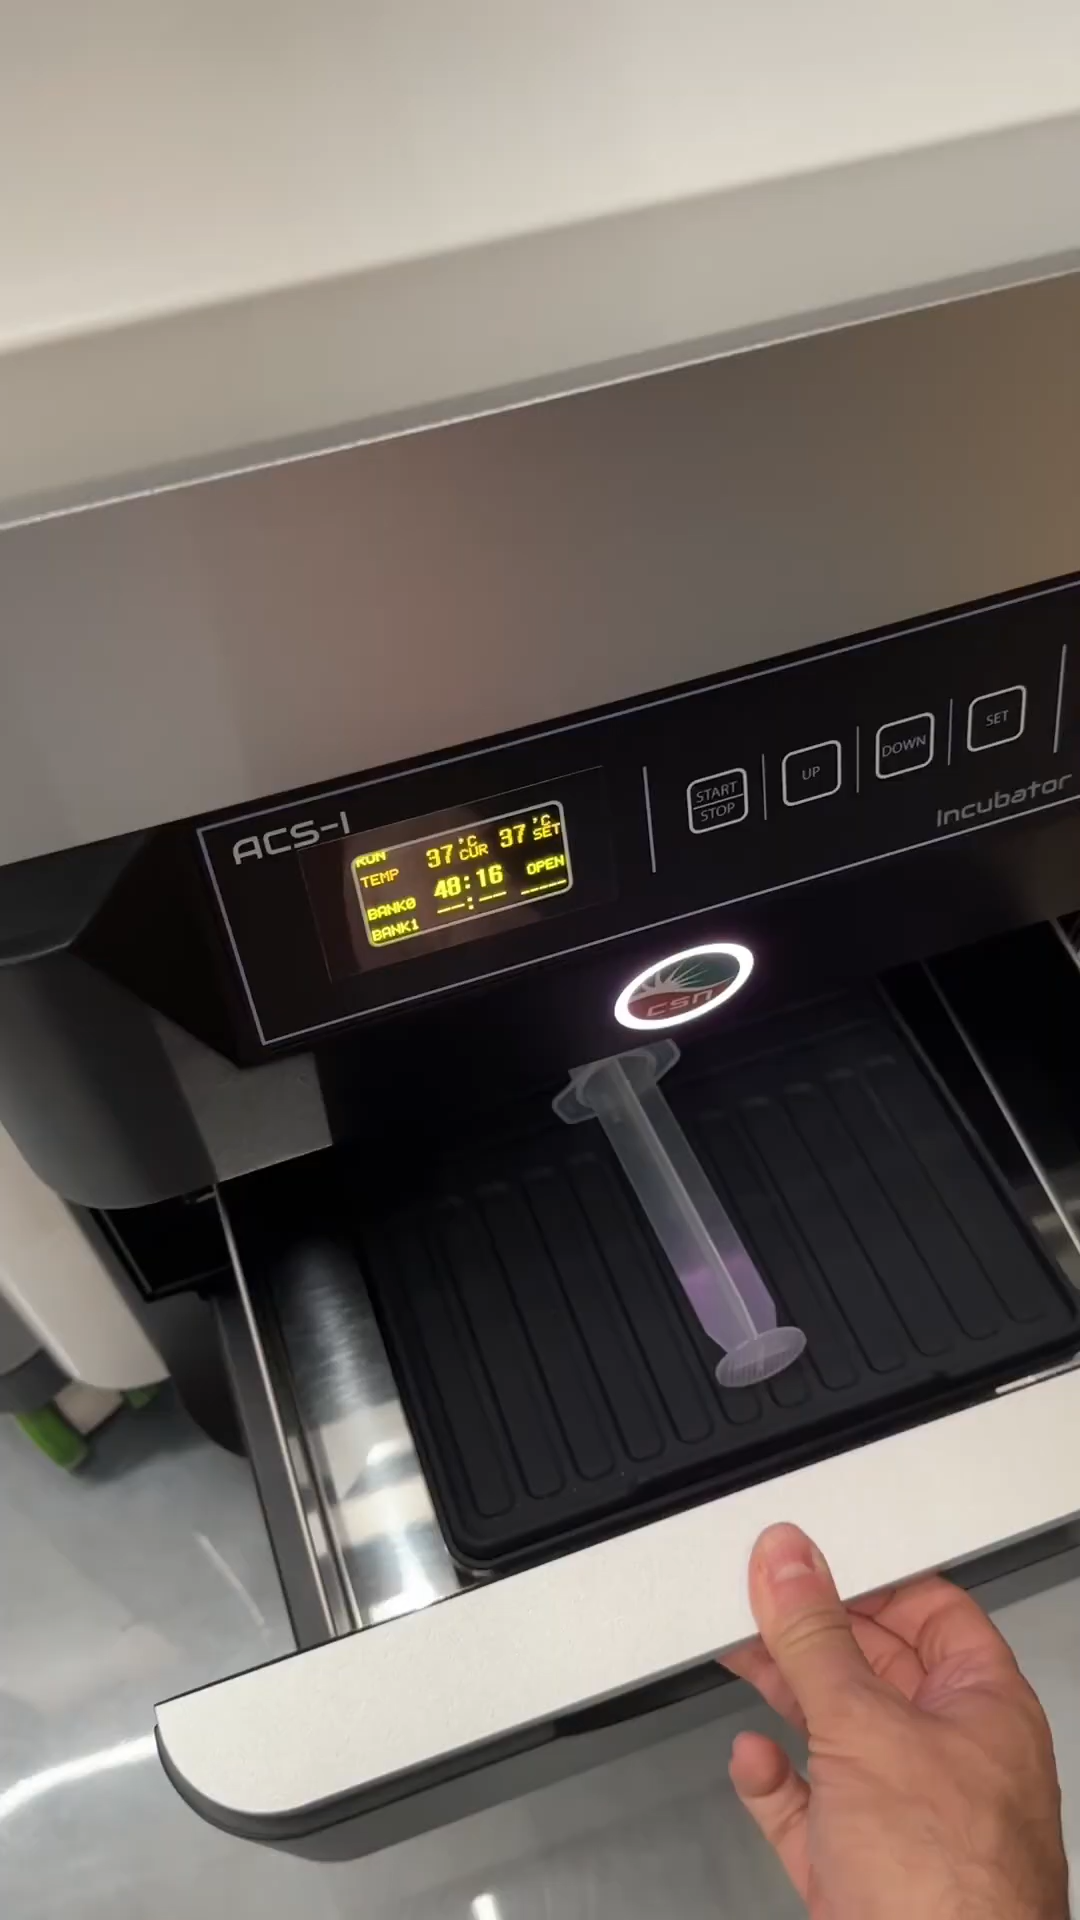 ACS-I
RUN
TEMP 37°C CUR 37°C SET
BANK0 48:16 OPEN
BANK1 --:-- -----
START
STOP
UP
DOWN
SET
Incubator
CSN